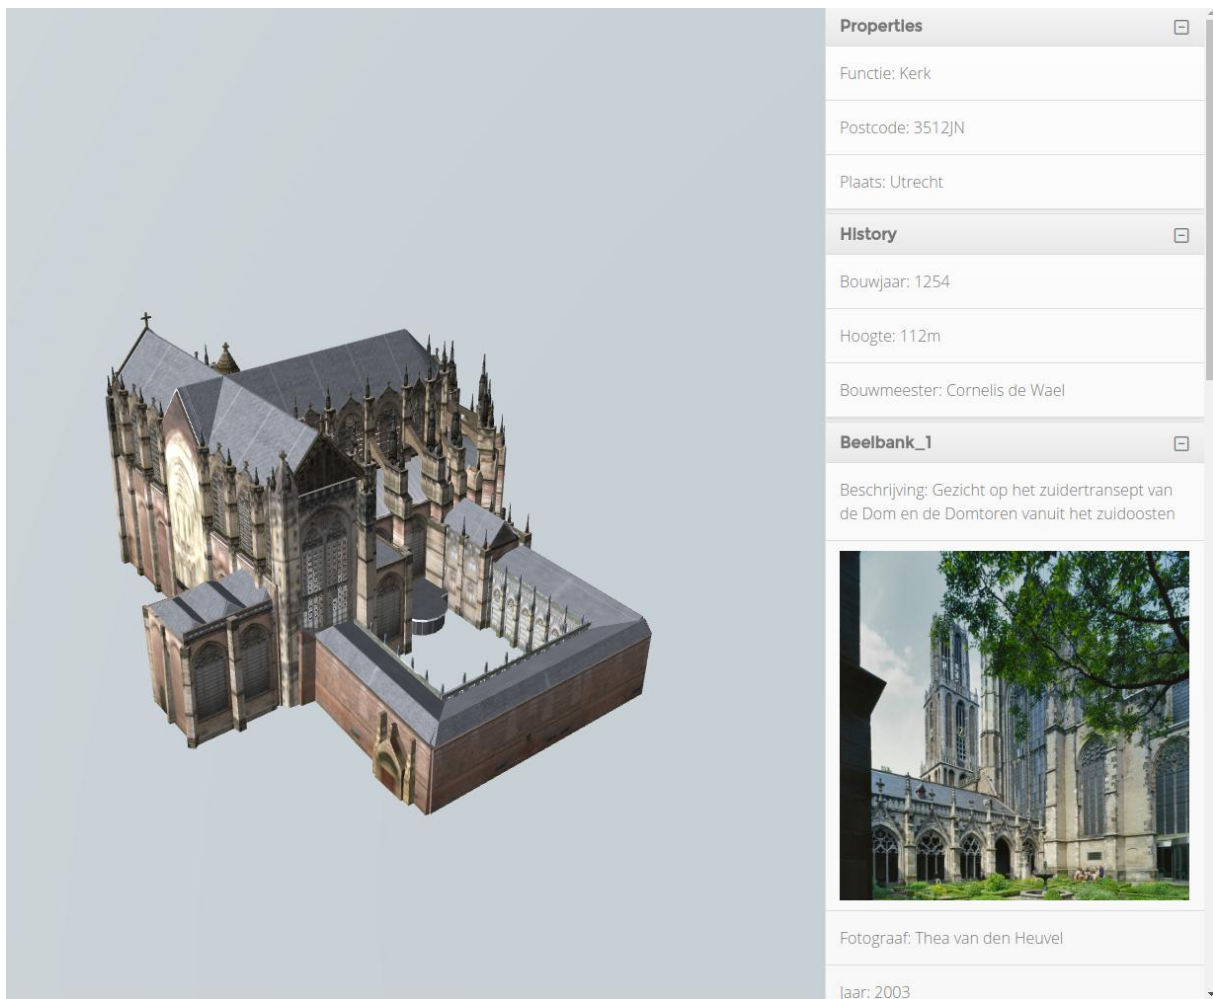 Properties
Functie: Kerk
Postcode: 3512JN
Plaats: Utrecht
History
Bouwjaar: 1254
Hoogte: 112m
Bouwmeester: Cornelis de Wael
Beelbank_1
Beschrijving: Gezicht op het zuidertransept van
de Dom en de Domtoren vanuit het zuidoosten
Fotograaf: Thea van den Heuvel
Jaar: 2003